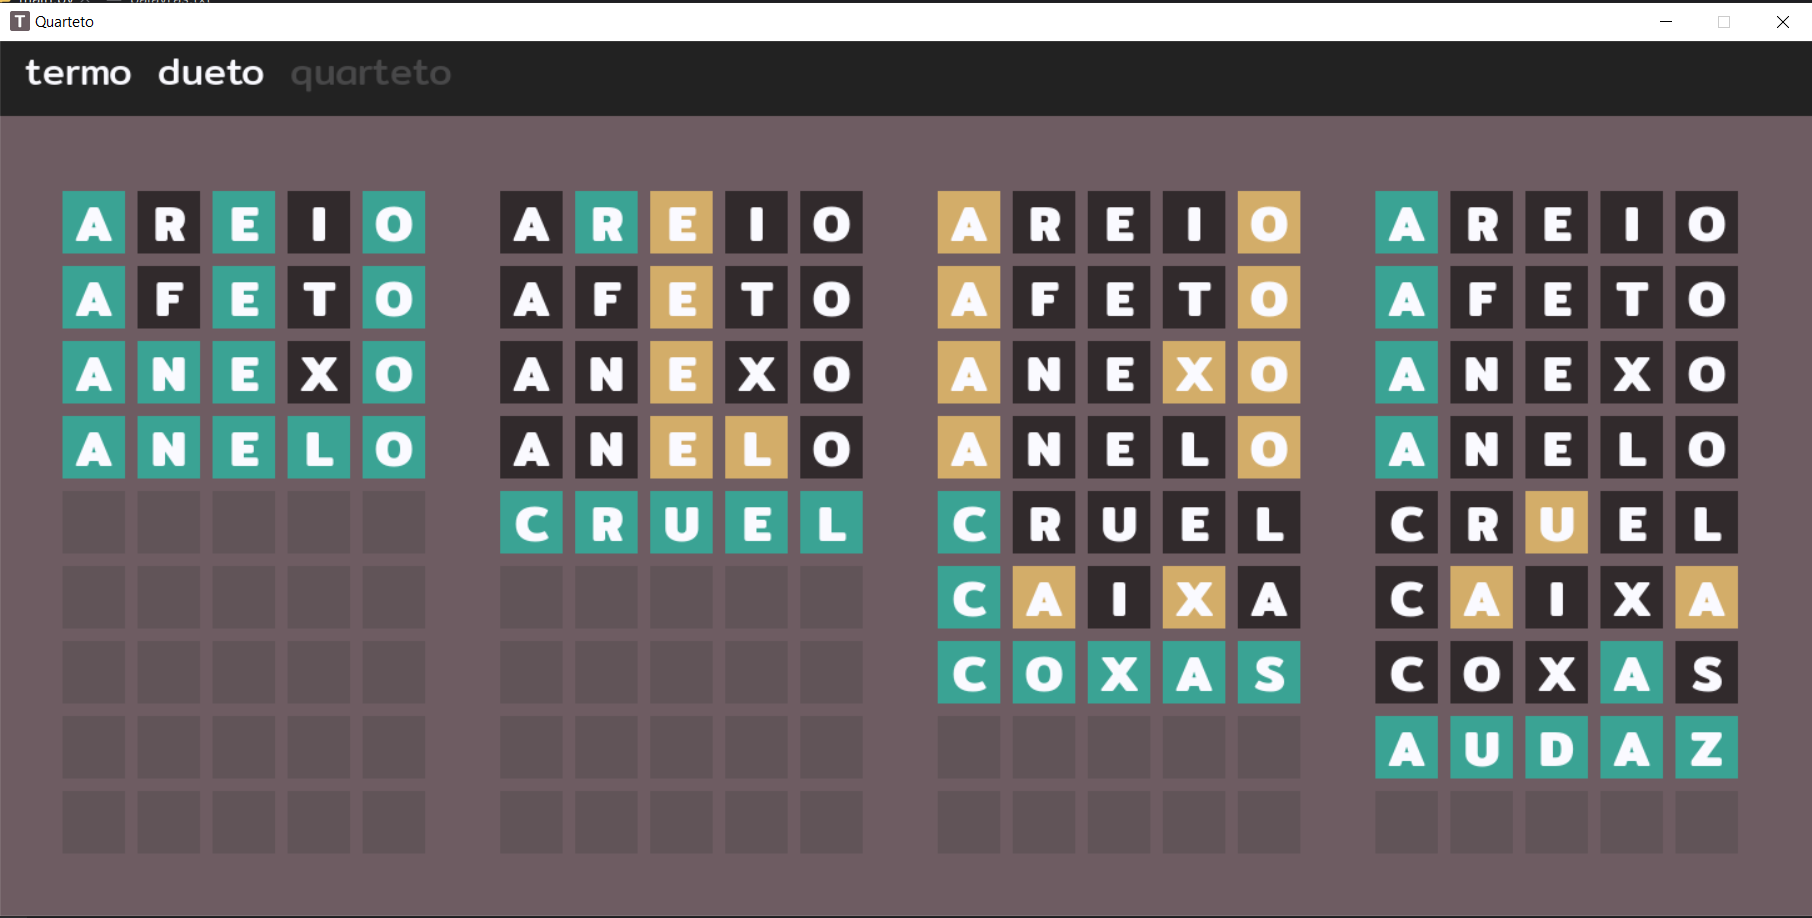 Quarteto
termo dueto quarteto
AREIO AREIO AREIO AREIO
AFETO AFETO AFETO AFETO
ANEXO ANEXO ANEXO ANEXO
ANELO ANELO ANELO ANELO
CRUEL CRUEL CRUEL
CAIXA CAIXA
COXAS COXAS
AUDAZ